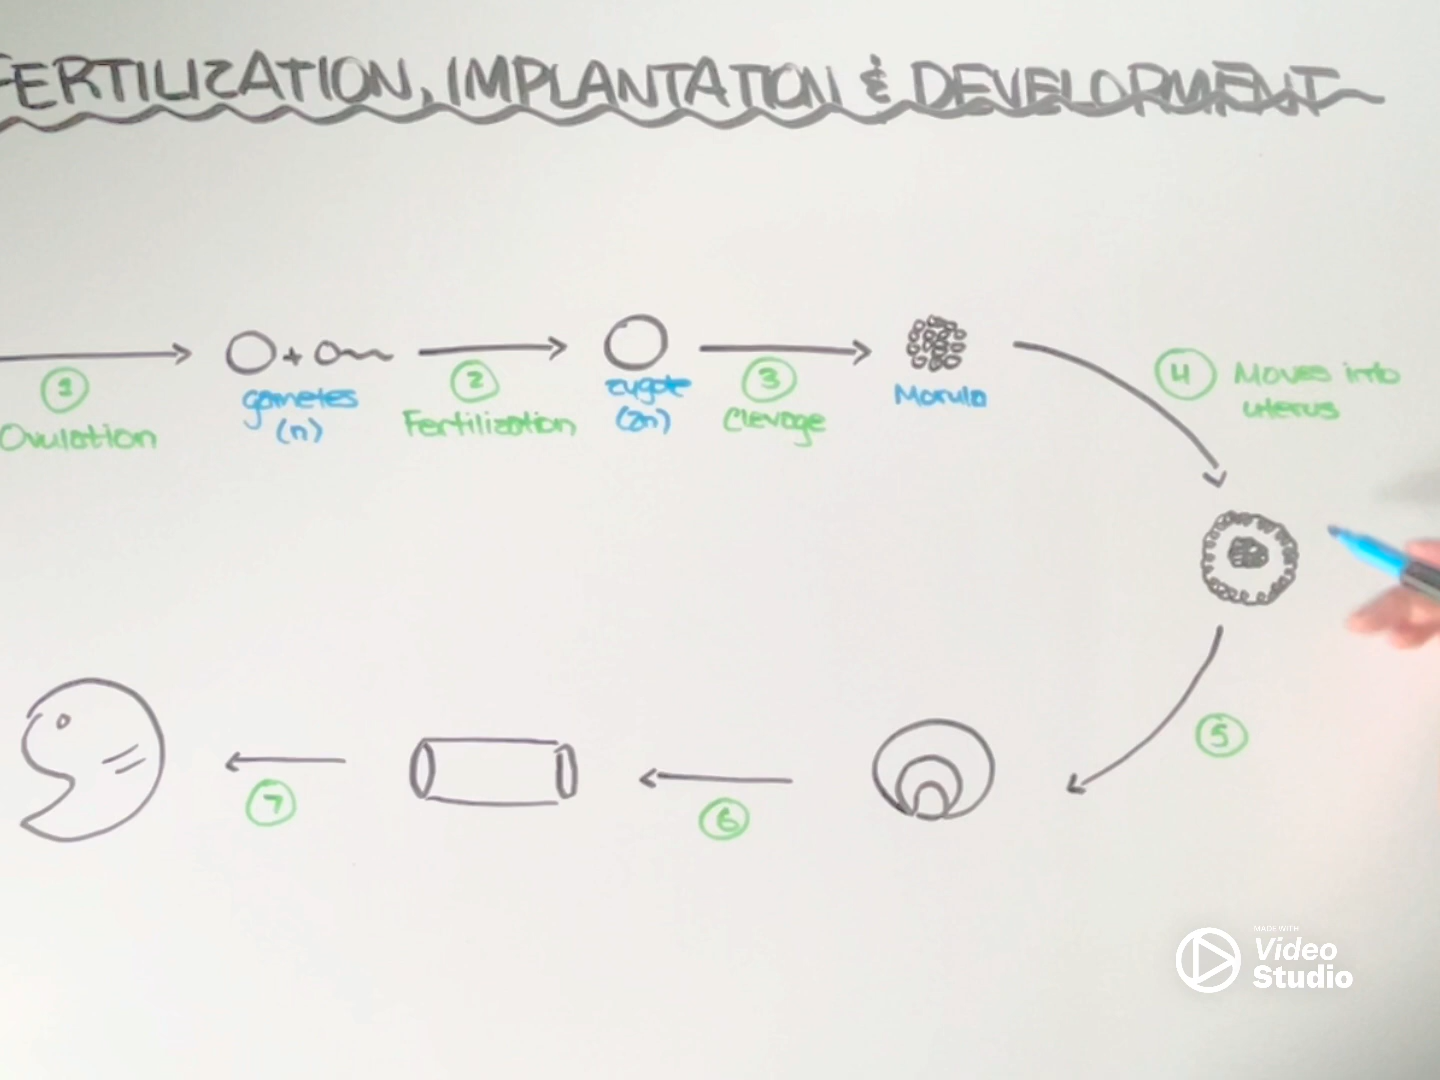 FERTILIZATION, IMPLANTATION & DEVELOPMENT
1
Ovulation
gametes
(n)
2
Fertilization
zygote
(2n)
3
Clevage
Morula
4 Moves into
uterus
5
6
7
MADE WITH
Video
Studio